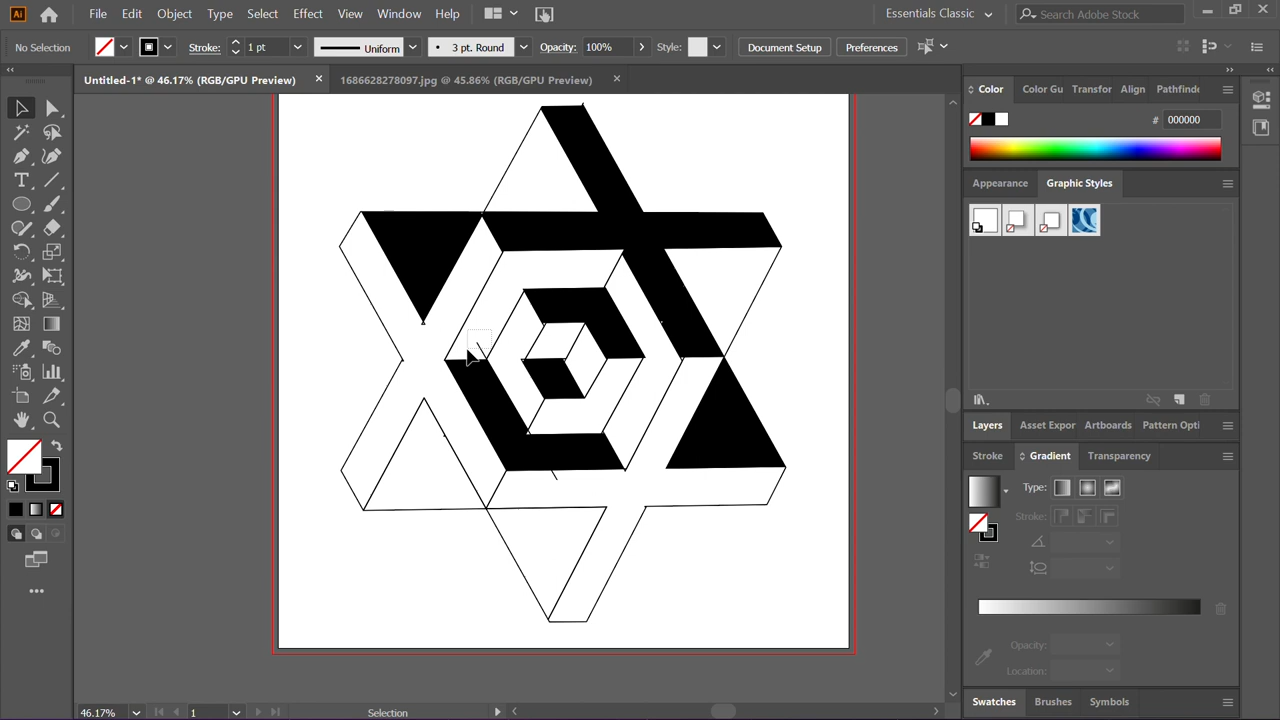 Ai File Edit Object Type Select Effect View Window Help Essentials Classic Search Adobe Stock
No Selection Stroke: 1 pt Uniform 3 pt. Round Opacity: 100% Style: Document Setup Preferences
Untitled-1* @ 46.17% (RGB/GPU Preview) × 1686628278097.jpg @ 45.86% (RGB/GPU Preview) ×
Color Color Gu Transfor Align Pathfind
# 000000
Appearance Graphic Styles
Layers Asset Expor Artboards Pattern Opti
Stroke Gradient Transparency
Type:
Stroke:
Opacity:
Location:
Swatches Brushes Symbols
46.17% 1 Selection